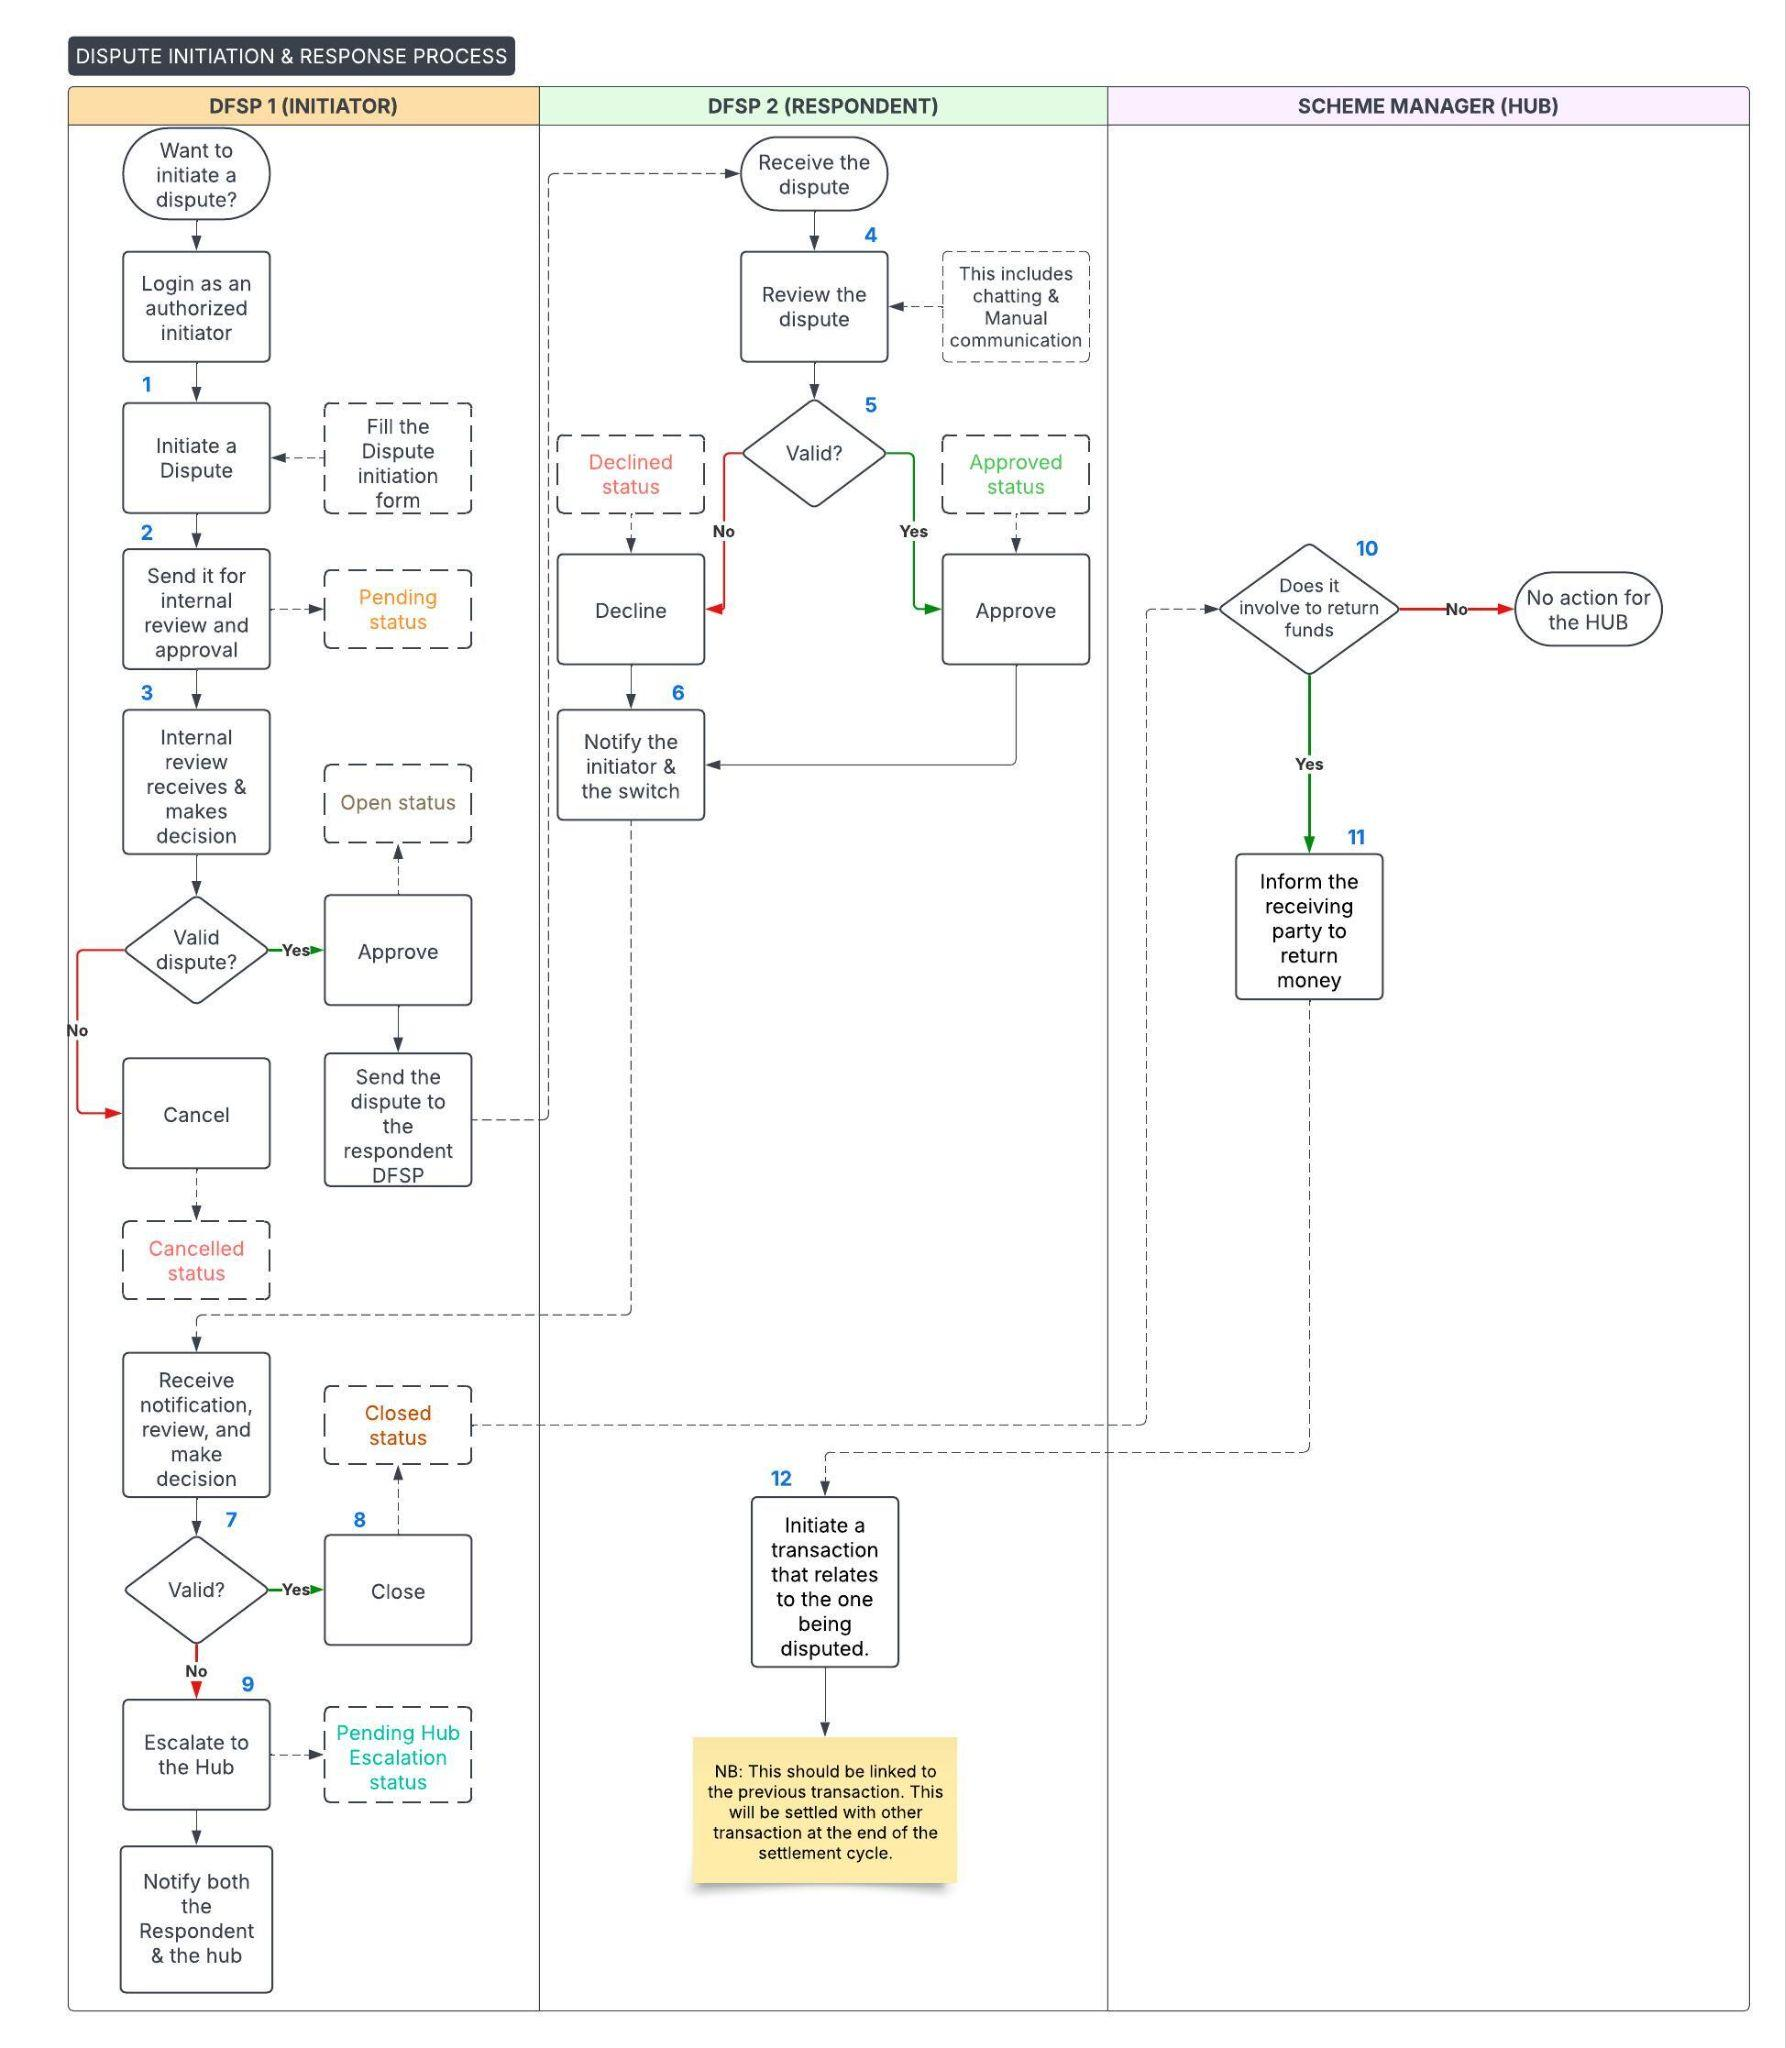 DISPUTE INITIATION & RESPONSE PROCESS
DFSP 1 (INITIATOR)
DFSP 2 (RESPONDENT)
SCHEME MANAGER (HUB)
Want to
initiate a
dispute?
Login as an
authorized
initiator
1
Initiate a
Dispute
Fill the
Dispute
initiation
form
2
Send it for
internal
review and
approval
Pending
status
3
Internal
review
receives &
makes
decision
Open status
Valid
dispute?
Yes
Approve
No
Cancel
Send the
dispute to
the
respondent
DFSP
Cancelled
status
Receive
notification,
review, and
make
decision
Closed
status
7
Valid?
Yes
8
Close
No
9
Escalate to
the Hub
Pending Hub
Escalation
status
Notify both
the
Respondent
& the hub
Receive the
dispute
4
Review the
dispute
This includes
chatting &
Manual
communication
5
Valid?
Declined
status
Approved
status
No
Yes
Decline
Approve
6
Notify the
initiator &
the switch
12
Initiate a
transaction
that relates
to the one
being
disputed.
NB: This should be linked to
the previous transaction. This
will be settled with other
transaction at the end of the
settlement cycle.
10
Does it
involve to return
funds
No
No action for
the HUB
Yes
11
Inform the
receiving
party to
return
money